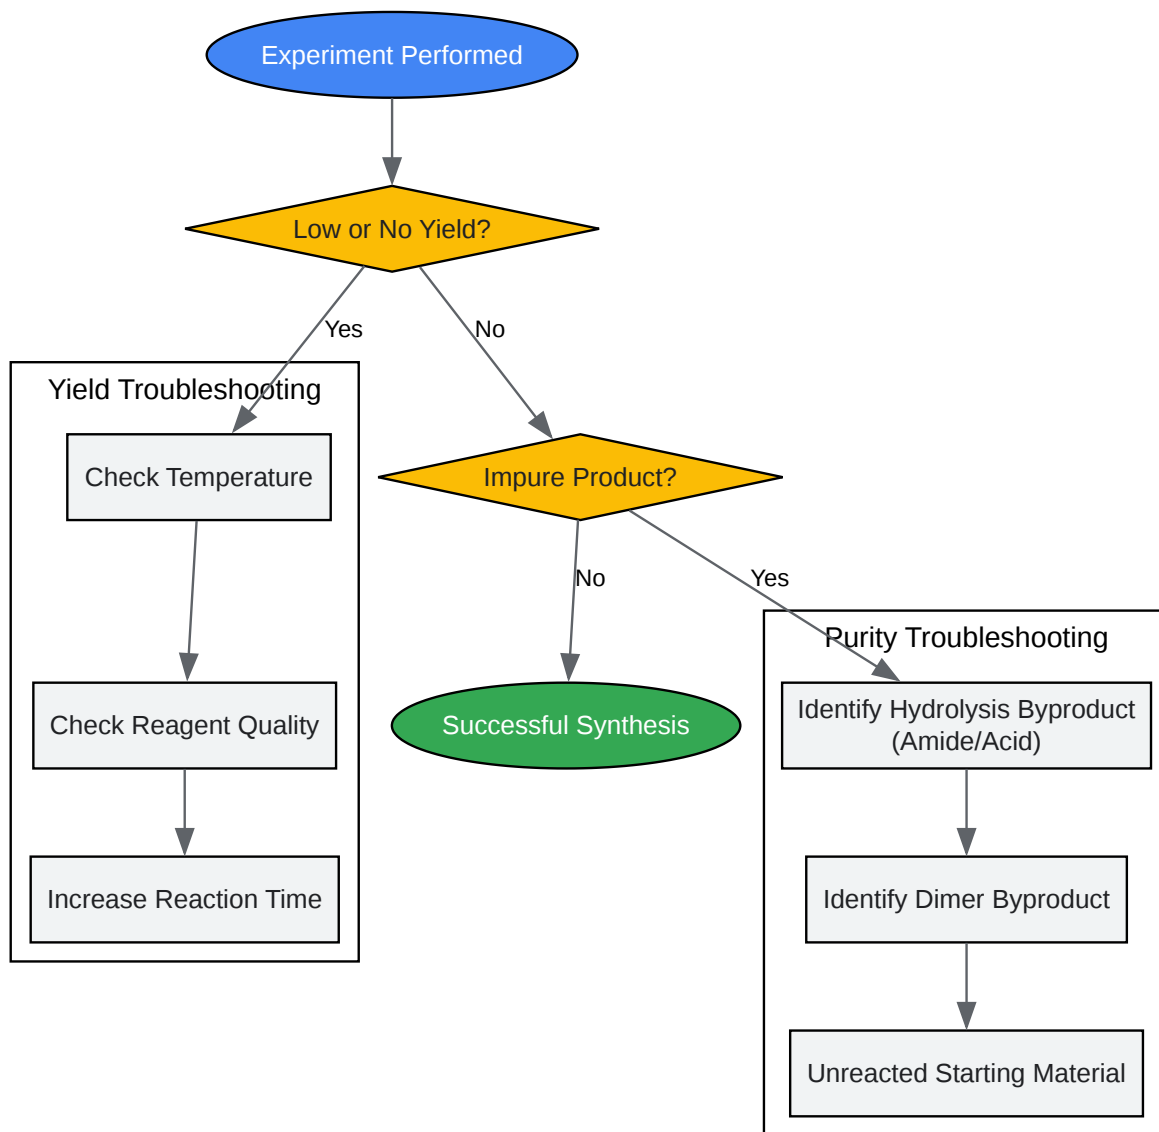 Experiment Performed
Low or No Yield?
Yes
No
Yield Troubleshooting
Check Temperature
Impure Product?
No
Yes
Purity Troubleshooting
Check Reagent Quality
Successful Synthesis
Identify Hydrolysis Byproduct
(Amide/Acid)
Increase Reaction Time
Identify Dimer Byproduct
Unreacted Starting Material